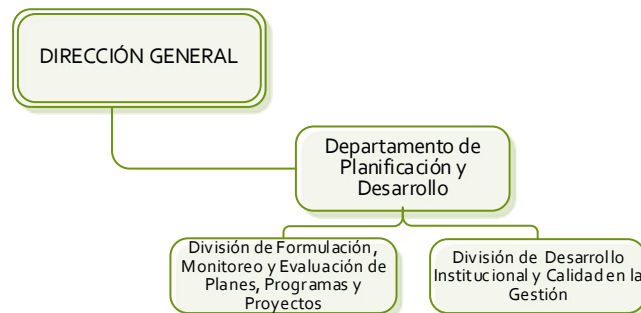 DIRECCIÓN GENERAL
Departamento de
Planificación y
Desarrollo
División de Formulación,
Monitoreo y Evaluación de
Planes, Programas y
Proyectos
División de Desarrollo
Institucional y Calidad en la
Gestión